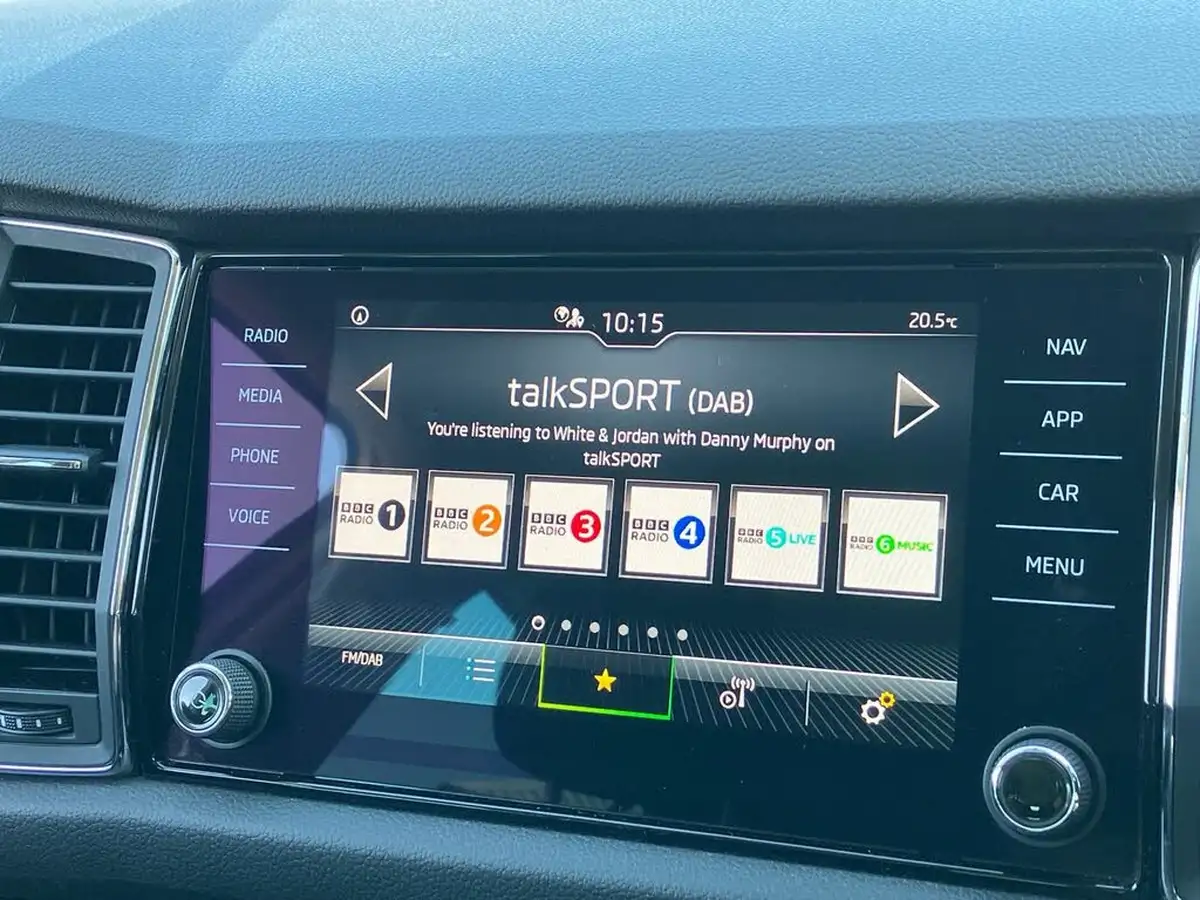 10:15
20.5°C
RADIO
MEDIA
PHONE
VOICE
talkSPORT (DAB)
You're listening to White & Jordan with Danny Murphy on
talkSPORT
BBC
RADIO 1
BBC
RADIO 2
BBC
RADIO 3
BBC
RADIO 4
BBC
RADIO 5 LIVE
BBC
RADIO 6 MUSIC
FM/DAB
NAV
APP
CAR
MENU